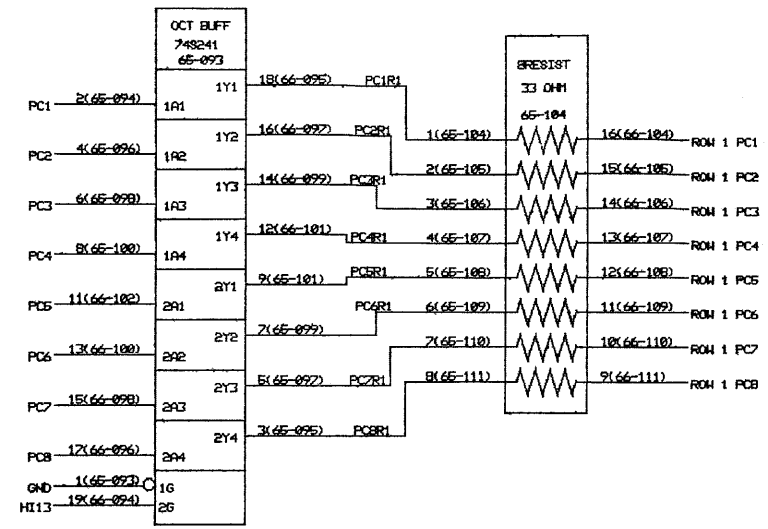 OCT BUFF
74S241
65-093
8RESIST
33 OHM
65-104
PC1 2(65-094) 1A1 1Y1 18(66-095) PC1R1 1(65-104) 16(66-104) ROW 1 PC1
PC2 4(65-096) 1A2 1Y2 16(66-097) PC2R1 2(65-105) 15(66-105) ROW 1 PC2
PC3 6(65-098) 1A3 1Y3 14(66-099) PC3R1 3(65-106) 14(66-106) ROW 1 PC3
PC4 8(65-100) 1A4 1Y4 12(66-101) PC4R1 4(65-107) 13(66-107) ROW 1 PC4
PC5 11(66-102) 2A1 2Y1 9(65-101) PC5R1 5(65-108) 12(66-108) ROW 1 PC5
PC6 13(66-100) 2A2 2Y2 7(65-099) PC6R1 6(65-109) 11(66-109) ROW 1 PC6
PC7 15(66-098) 2A3 2Y3 5(65-097) PC7R1 7(65-110) 10(66-110) ROW 1 PC7
PC8 17(66-096) 2A4 2Y4 3(65-095) PC8R1 8(65-111) 9(66-111) ROW 1 PC8
GND 1(65-093) 1G
HI13 19(66-094) 2G